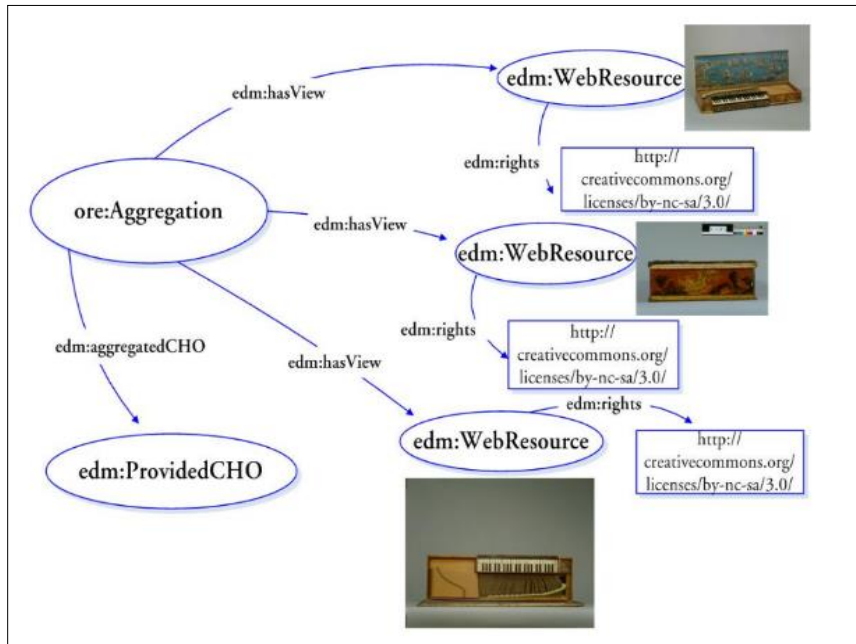 edm:WebResource
edm:hasView
edm:rights
http://
creativecommons.org/
licenses/by-nc-sa/3.0/
ore:Aggregation
edm:hasView
edm:WebResource
edm:rights
http://
creativecommons.org/
licenses/by-nc-sa/3.0/
edm:aggregatedCHO
edm:hasView
edm:rights
edm:WebResource
http://
creativecommons.org/
licenses/by-nc-sa/3.0/
edm:ProvidedCHO